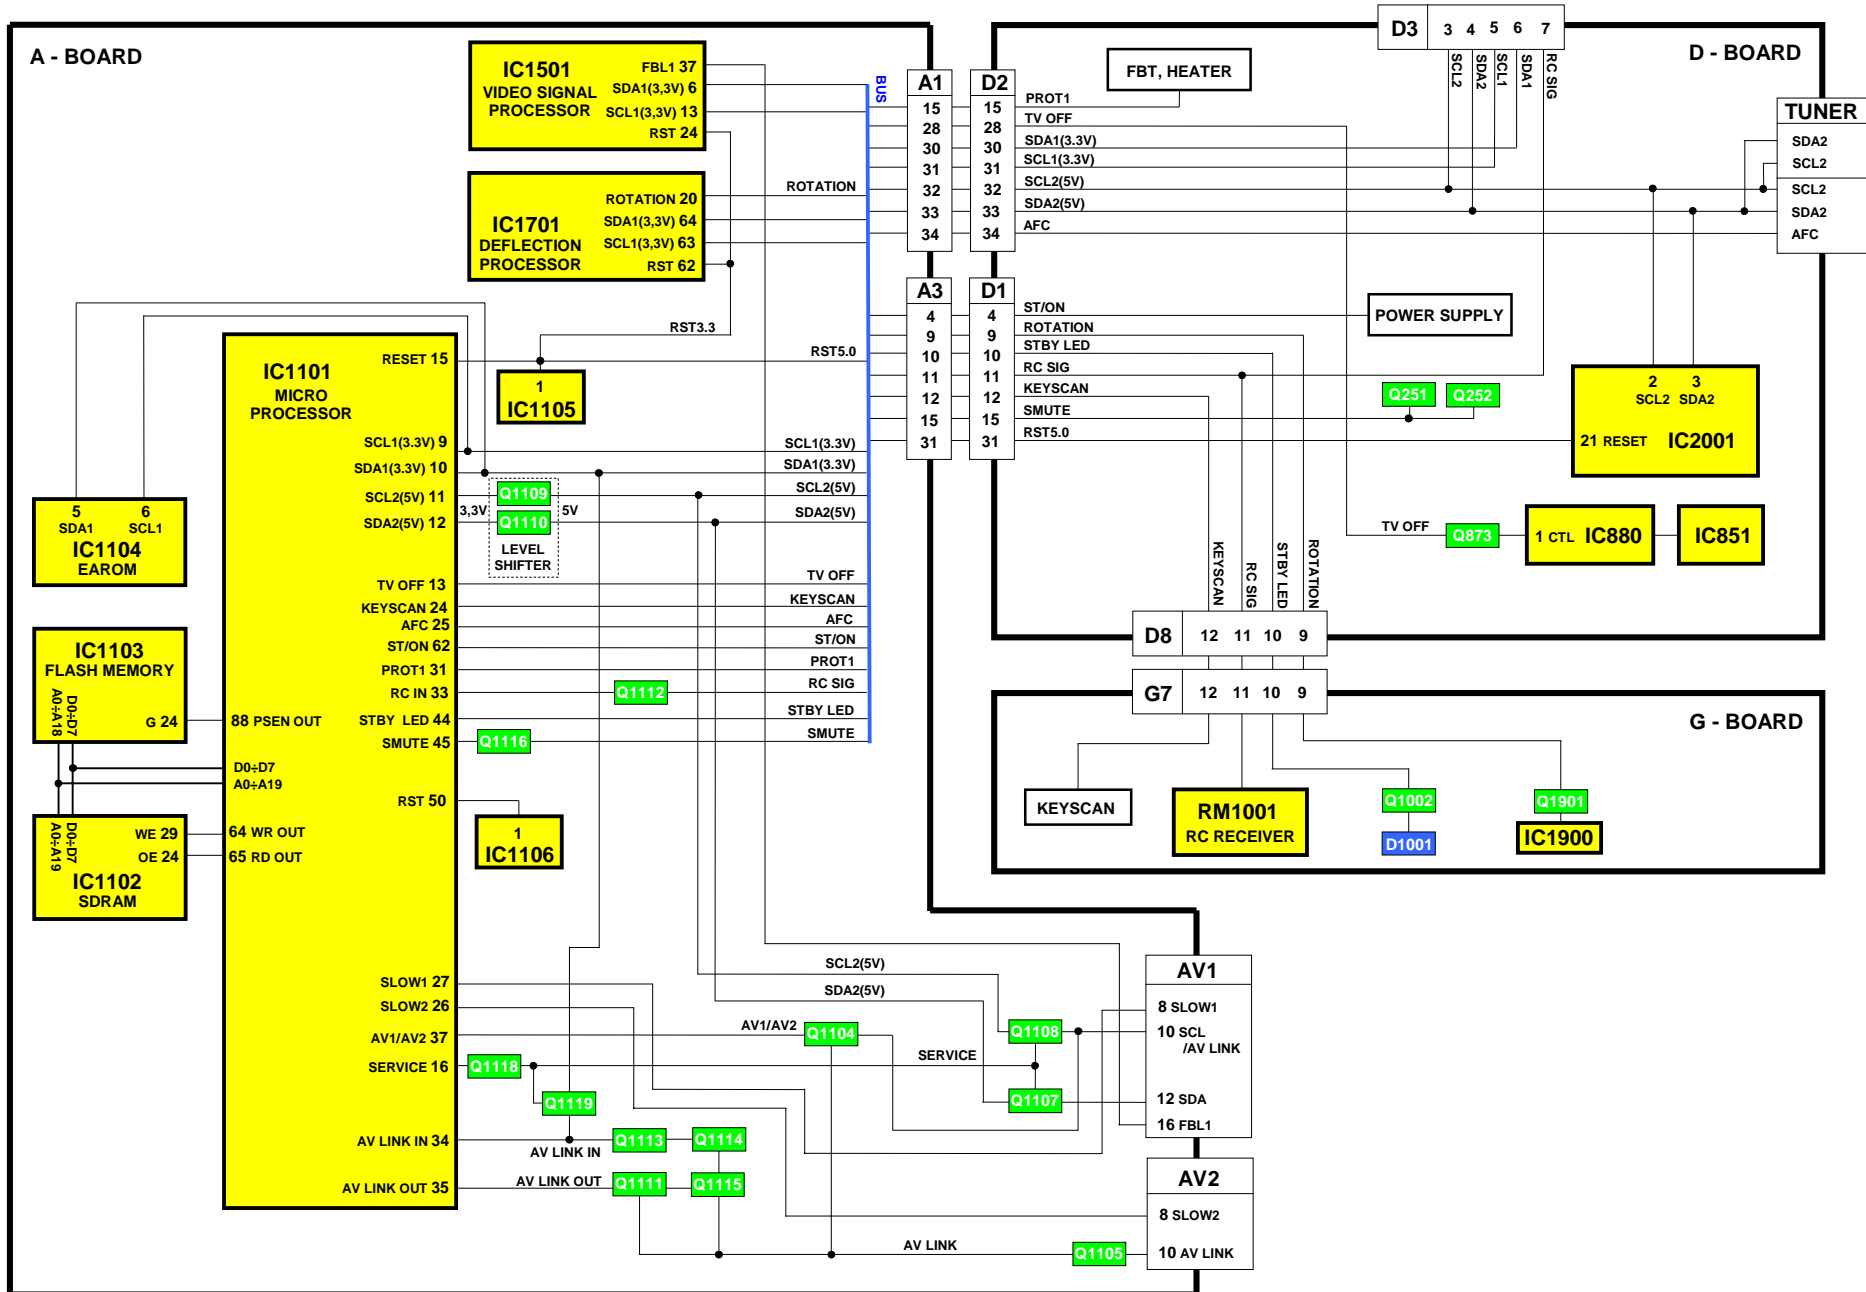 A - BOARD
IC1501
VIDEO SIGNAL
PROCESSOR
FBL1 37
SDA1(3,3V) 6
SCL1(3,3V) 13
RST 24
IC1701
DEFLECTION
PROCESSOR
ROTATION 20
SDA1(3,3V) 64
SCL1(3,3V) 63
RST 62
ROTATION
BUS
RST3.3
RST5.0
IC1101
MICRO
PROCESSOR
RESET 15
1
IC1105
SCL1(3.3V) 9
SDA1(3.3V) 10
SCL2(5V) 11
SDA2(5V) 12
3,3V
Q1109
Q1110
5V
LEVEL
SHIFTER
SCL1(3.3V)
SDA1(3.3V)
SCL2(5V)
SDA2(5V)
5 6
SDA1 SCL1
IC1104
EAROM
TV OFF 13
KEYSCAN 24
AFC 25
ST/ON 62
PROT1 31
RC IN 33
STBY LED 44
SMUTE 45
Q1112
Q1116
TV OFF
KEYSCAN
AFC
ST/ON
PROT1
RC SIG
STBY LED
SMUTE
IC1103
FLASH MEMORY
A0÷A18
D0÷D7
G 24
88 PSEN OUT
D0÷D7
A0÷A19
A0÷A19
D0÷D7
WE 29
OE 24
IC1102
SDRAM
64 WR OUT
65 RD OUT
RST 50
1
IC1106
SLOW1 27
SLOW2 26
AV1/AV2 37
SERVICE 16
AV LINK IN 34
AV LINK OUT 35
Q1118
Q1119
AV LINK IN
AV LINK OUT
Q1113
Q1114
Q1111
Q1115
SCL2(5V)
SDA2(5V)
AV1/AV2
Q1104
SERVICE
Q1108
Q1107
AV LINK
Q1105
AV1
8 SLOW1
10 SCL
/AV LINK
12 SDA
16 FBL1
AV2
8 SLOW2
10 AV LINK
A1
15
28
30
31
32
33
34
D2
15
28
30
31
32
33
34
A3
4
9
10
11
12
15
31
D1
4
9
10
11
12
15
31
D - BOARD
D3 3 4 5 6 7
SCL2
SDA2
SCL1
SDA1
RC SIG
FBT, HEATER
PROT1
TV OFF
SDA1(3.3V)
SCL1(3.3V)
SCL2(5V)
SDA2(5V)
AFC
TUNER
SDA2
SCL2
SCL2
SDA2
AFC
ST/ON
ROTATION
STBY LED
RC SIG
KEYSCAN
SMUTE
RST5.0
POWER SUPPLY
Q251
Q252
2 3
SCL2 SDA2
21 RESET IC2001
TV OFF
Q873
1 CTL IC880
IC851
KEYSCAN
RC SIG
STBY LED
ROTATION
D8 12 11 10 9
G7 12 11 10 9
G - BOARD
KEYSCAN
RM1001
RC RECEIVER
Q1002
D1001
Q1901
IC1900